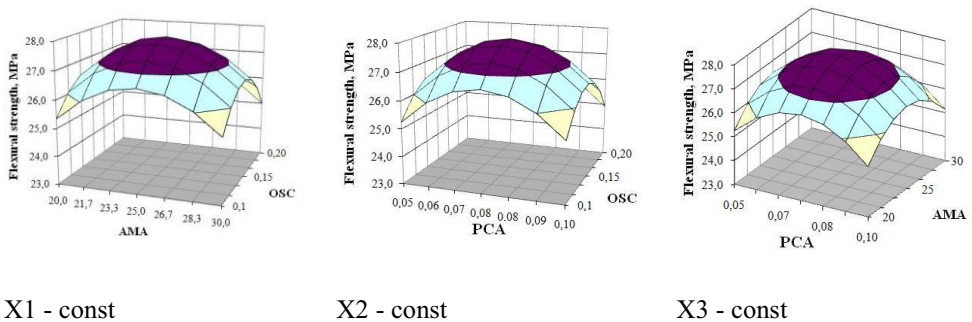 Flexural strength, MPa
28,0
27,0
26,0
25,0
24,0
23,0
20,0 21,7 23,3 25,0 26,7 28,3 30,0
AMA
0,1
0,15
0,20
OSC
Flexural strength, MPa
28,0
27,0
26,0
25,0
24,0
23,0
0,05 0,06 0,07 0,08 0,08 0,09 0,10
PCA
0,1
0,15
0,20
OSC
Flexural strength, MPa
28,0
27,0
26,0
25,0
24,0
23,0
0,05 0,07 0,08 0,10
PCA
20
25
30
AMA
X1 - const X2 - const X3 - const